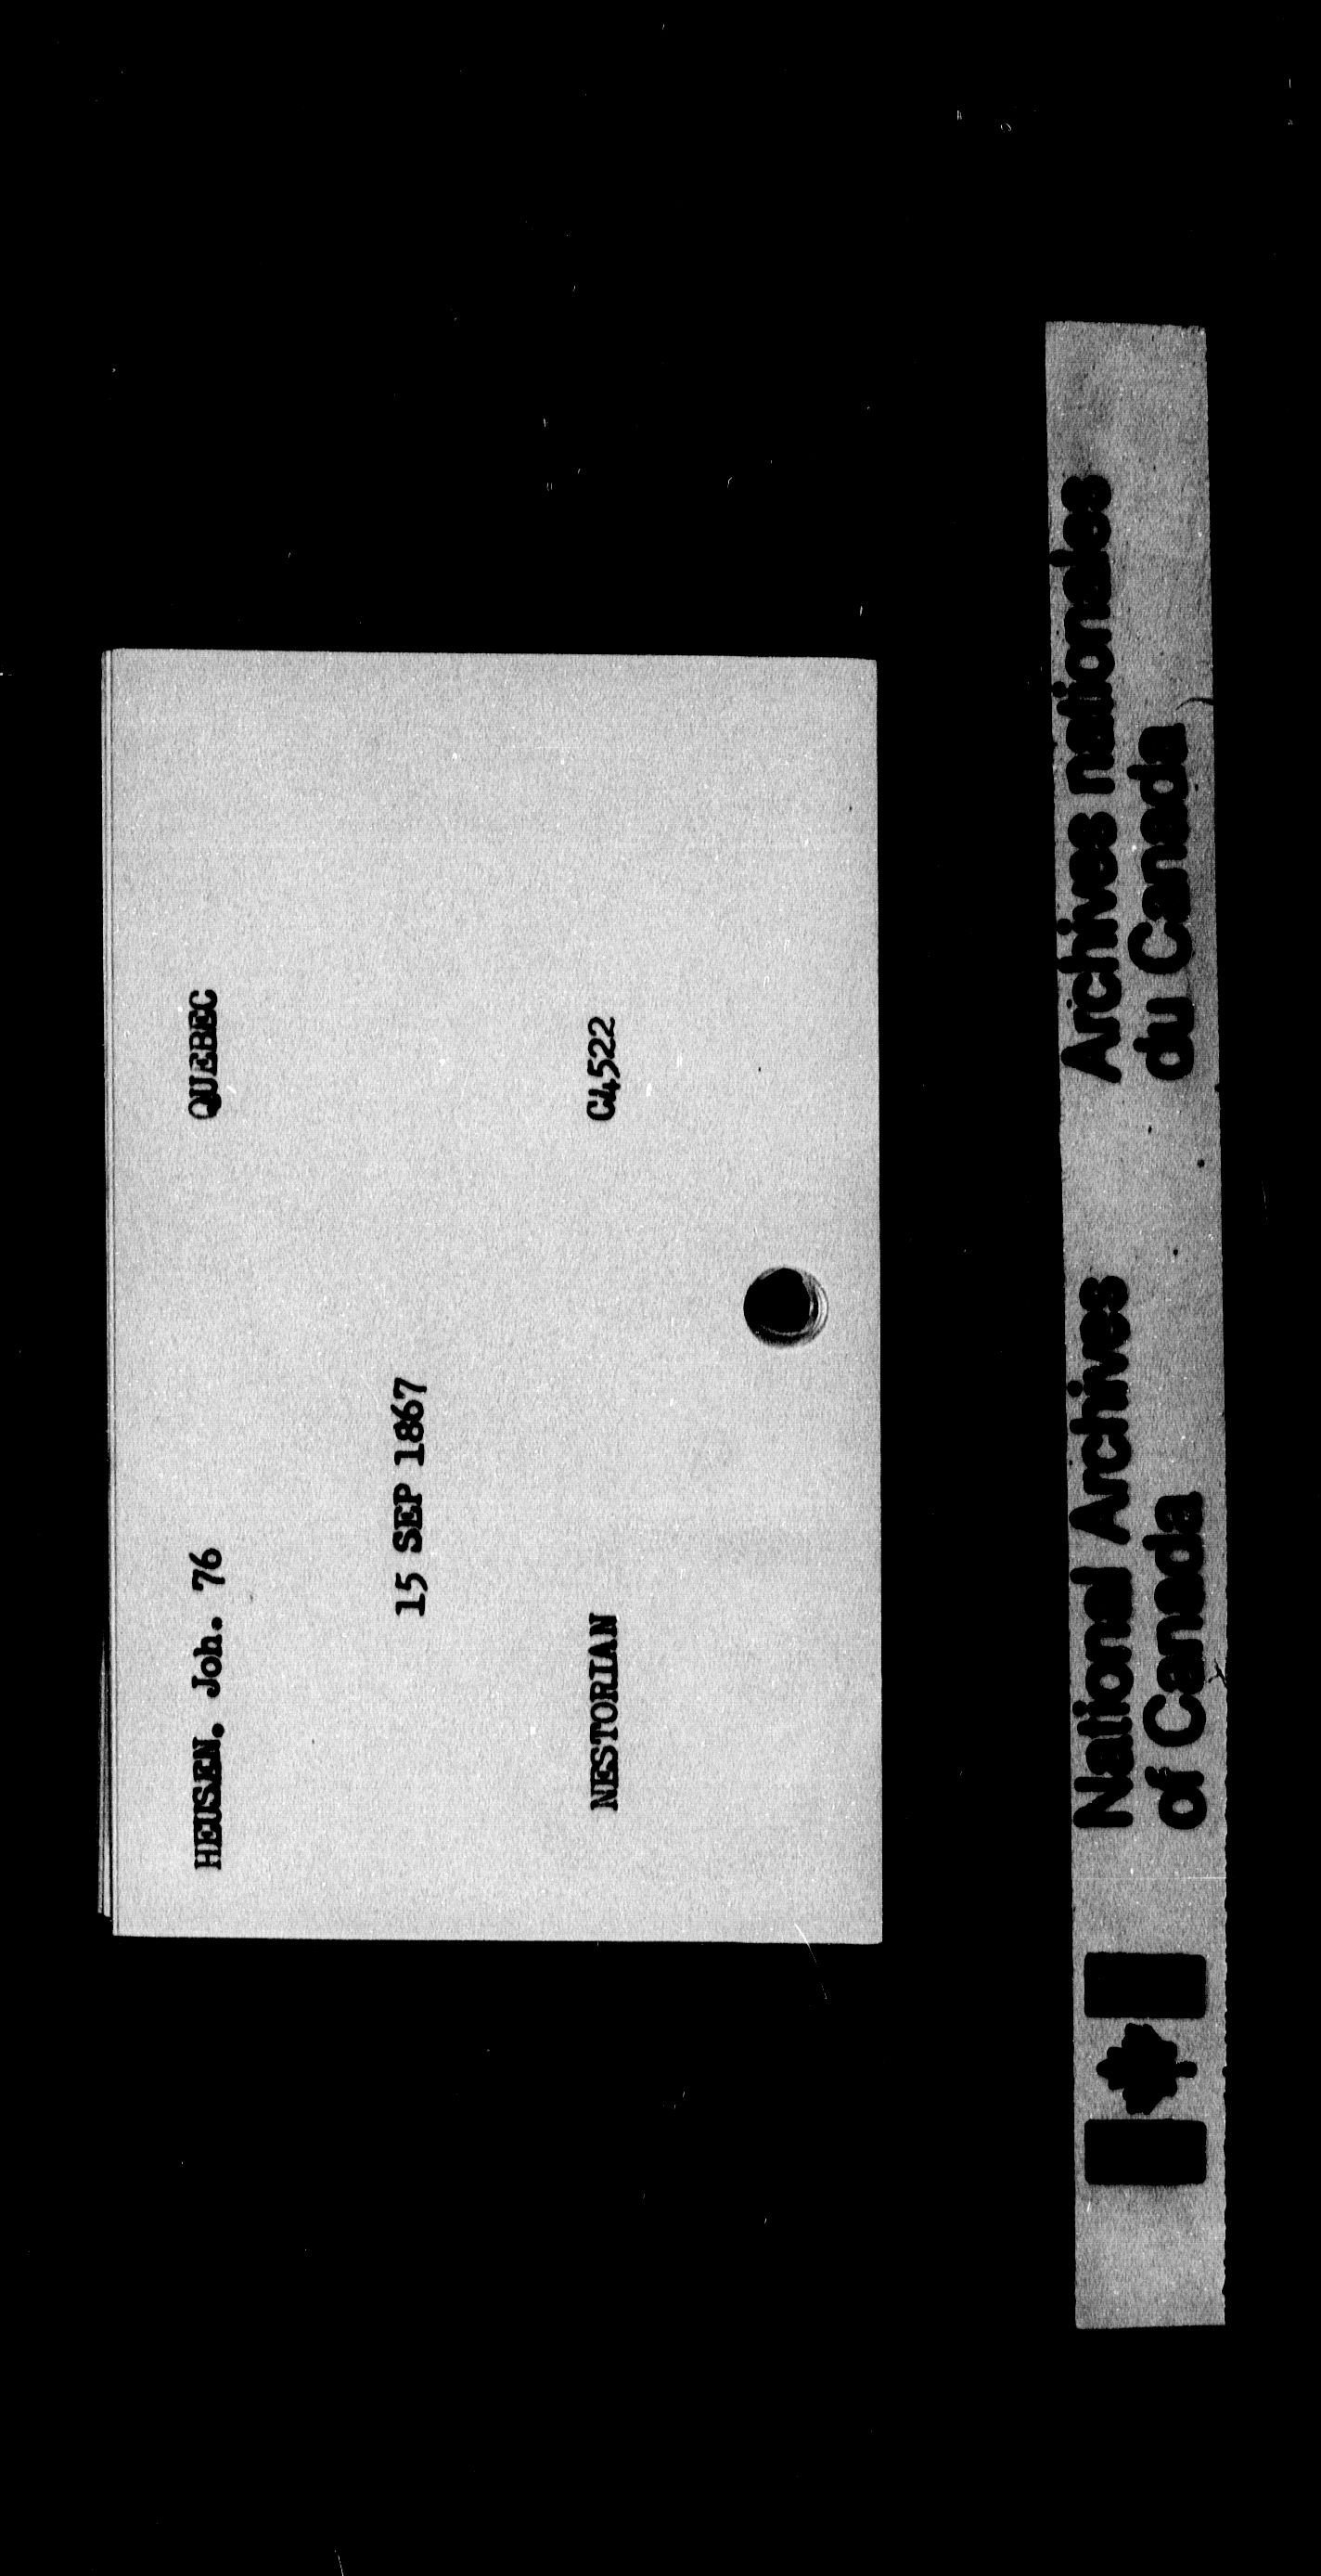 HEUSEN. Joh. 76 QUEBEC
15 SEP 1867
NESTORIAN C4522
National Archives of Canada
Archives nationales du Canada